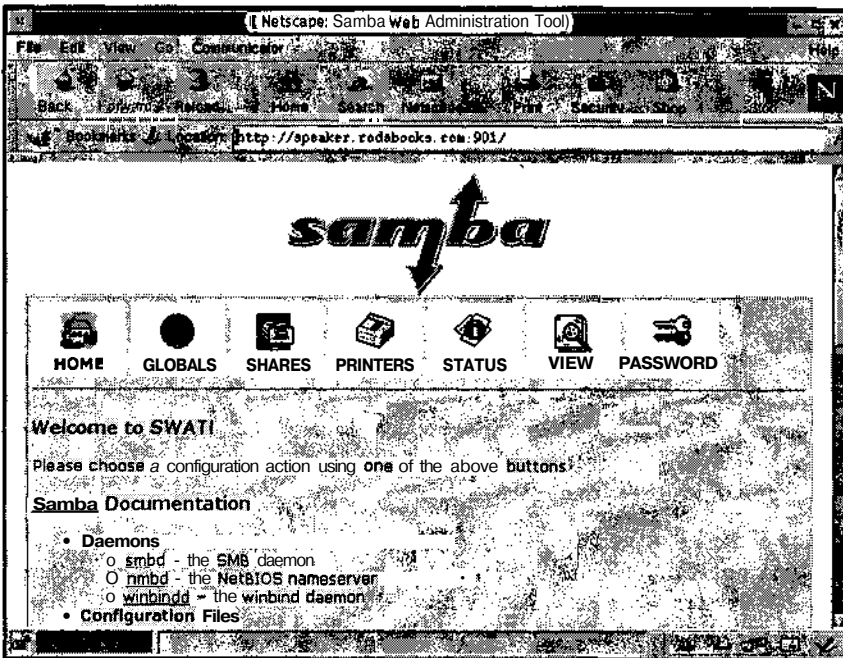 [ Netscape: Samba Web Administration Tool)
File Edit View Go Communicator Help
Back Forward Reload Home Search Netscape Print Security Shop Stop N
Bookmarks Location: http://speaker.rodsbooks.com:901/
samba
HOME GLOBALS SHARES PRINTERS STATUS VIEW PASSWORD
Welcome to SWAT!
Please choose a configuration action using one of the above buttons
Samba Documentation
• Daemons
o smbd - the SMB daemon
O nmbd - the NetBIOS nameserver
o winbindd - the winbind daemon
• Configuration Files